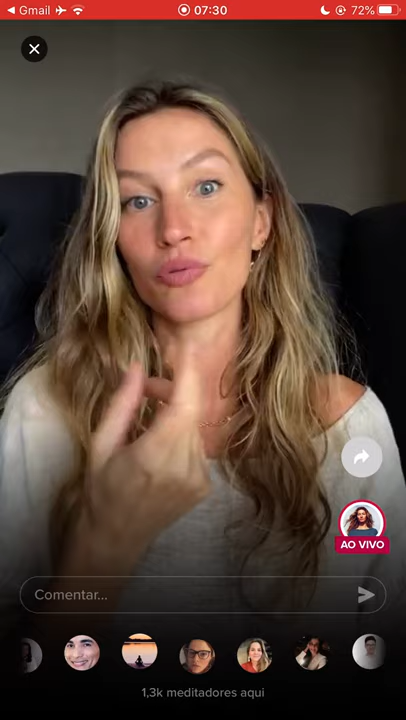 Gmail
07:30
72%
AO VIVO
Comentar...
1,3k meditadores aqui